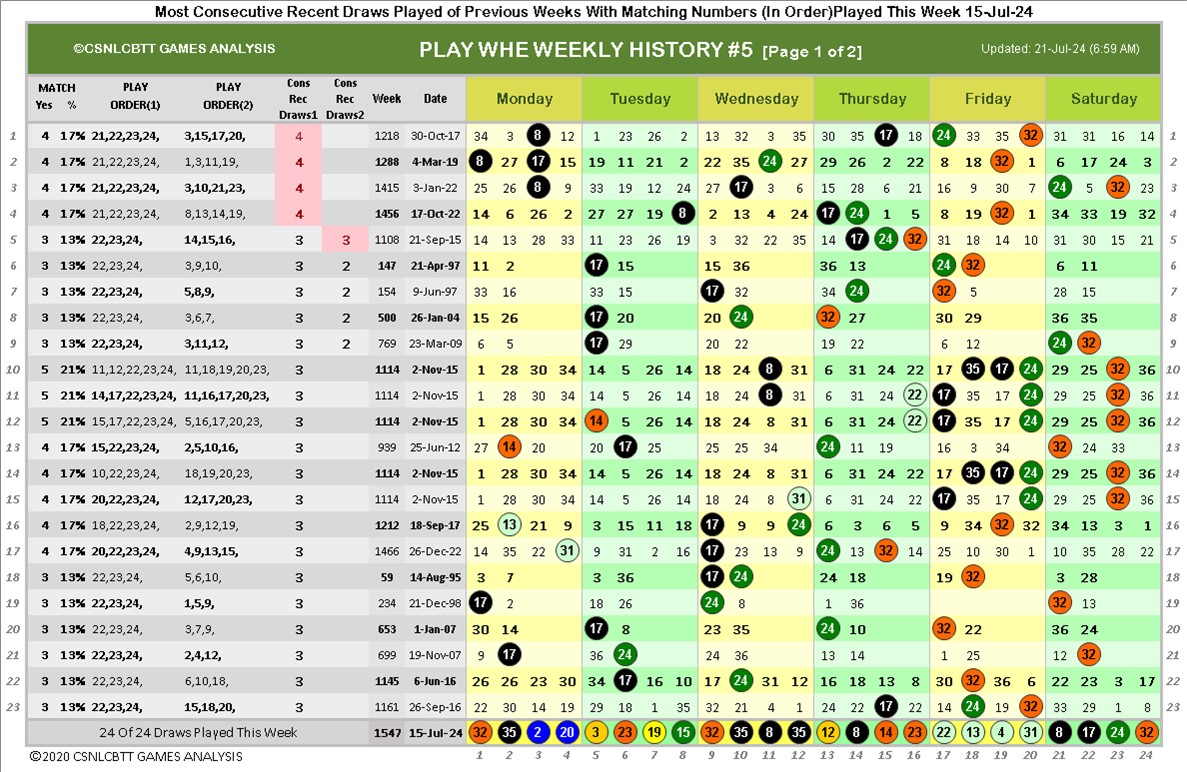 Most Consecutive Recent Draws Played of Previous Weeks With Matching Numbers (In Order)Played This Week 15-Jul-24
©CSNLCBTT GAMES ANALYSIS PLAY WHE WEEKLY HISTORY #5 [Page 1 of 2] Updated: 21-Jul-24 (6:59 AM)
MATCH Yes % PLAY ORDER(1) PLAY ORDER(2) Cons Rec Draws1 Cons Rec Draws2 Week Date Monday Tuesday Wednesday Thursday Friday Saturday
1 4 17% 21,22,23,24, 3,15,17,20, 4 1218 30-Oct-17 34 3 8 12 1 23 26 2 13 32 3 35 30 35 17 18 24 33 35 32 31 31 16 14 1
2 4 17% 21,22,23,24, 1,3,11,19, 4 1288 4-Mar-19 8 27 17 15 19 11 21 2 22 35 24 27 29 26 2 22 8 18 32 1 6 17 24 3 2
3 4 17% 21,22,23,24, 3,10,21,23, 4 1415 3-Jan-22 25 26 8 9 33 19 12 24 27 17 3 6 15 28 6 21 16 9 30 7 24 5 32 23 3
4 4 17% 21,22,23,24, 8,13,14,19, 4 1456 17-Oct-22 14 6 26 2 27 27 19 8 2 13 4 24 17 24 1 5 8 19 32 1 34 33 19 32 4
5 3 13% 22,23,24, 14,15,16, 3 3 1108 21-Sep-15 14 13 28 33 11 23 26 19 3 32 22 35 14 17 24 32 31 18 14 10 31 30 15 21 5
6 3 13% 22,23,24, 3,9,10, 3 2 147 21-Apr-97 11 2 17 15 15 36 36 13 24 32 6 11 6
7 3 13% 22,23,24, 5,8,9, 3 2 154 9-Jun-97 33 16 33 15 17 32 34 24 32 5 28 15 7
8 13% 22,23,24, 3,6,7, 3 2 500 26-Jan-04 15 26 17 20 20 24 32 27 30 29 36 35 8
9 3 13% 22,23,24, 3,11,12, 3 2 769 23-Mar-09 6 5 17 29 20 22 19 22 6 12 24 32 9
10 5 21% 11,12,22,23,24, 11,18,19,20,23, 3 1114 2-Nov-15 1 28 30 34 14 5 26 14 18 24 8 31 6 31 24 22 17 35 17 24 29 25 32 36 10
11 5 21% 14,17,22,23,24, 11,16,17,20,23, 3 1114 2-Nov-15 1 28 30 34 14 5 26 14 18 24 8 31 6 31 24 22 17 35 17 24 29 25 32 36 11
12 5 21% 15,17,22,23,24, 5,16,17,20,23, 3 1114 2-Nov-15 1 28 30 34 14 5 26 14 18 24 8 31 6 31 24 22 17 35 17 24 29 25 32 36 12
13 4 17% 15,22,23,24, 2,5,10,16, 3 939 25-Jun-12 27 14 20 20 17 25 25 25 34 24 11 19 16 3 34 32 24 33 13
14 4 17% 10,22,23,24, 18,19,20,23, 3 1114 2-Nov-15 1 28 30 34 14 5 26 14 18 24 8 31 6 31 24 22 17 35 17 24 29 25 32 36 14
15 4 17% 20,22,23,24, 12,17,20,23, 3 1114 2-Nov-15 1 28 30 34 14 5 26 14 18 24 8 31 6 31 24 22 17 35 17 24 29 25 32 36 15
16 4 17% 18,22,23,24, 2,9,12,19, 3 1212 18-Sep-17 25 13 21 9 3 15 11 18 17 9 9 24 6 3 6 5 9 34 32 32 34 13 3 1 16
17 4 17% 20,22,23,24, 4,9,13,15, 3 1466 26-Dec-22 14 35 22 31 9 31 2 16 17 23 13 9 24 13 32 14 25 10 30 1 10 35 28 22 17
18 13% 22,23,24, 5,6,10, 3 59 14-Aug-95 3 7 3 36 17 24 24 18 19 32 3 28 18
19 3 13% 22,23,24, 1,5,9, 3 234 21-Dec-98 17 2 18 26 24 8 1 36 32 13 19
20 3 13% 22,23,24, 3,7,9, 3 653 1-Jan-07 30 14 17 8 23 35 24 10 32 22 36 24 20
21 3 13% 22,23,24, 2,4,12, 3 699 19-Nov-07 9 17 36 24 24 36 13 14 1 25 12 32 21
22 13% 22,23,24, 6,10,18, 3 1145 6-Jun-16 26 26 23 30 34 17 16 10 17 24 31 12 16 18 13 8 30 32 36 6 22 23 3 17 22
23 3 13% 22,23,24, 15,18,20, 3 1161 26-Sep-16 22 30 14 19 29 18 1 35 32 21 4 1 24 22 17 22 14 24 19 32 33 29 1 8 23
24 Of 24 Draws Played This Week 1547 15-Jul-24 32 35 2 20 3 23 19 15 32 35 8 35 12 8 14 23 22 13 4 31 8 17 24 32
©2020 CSNLCBTT GAMES ANALYSIS 1 2 3 4 5 6 7 8 9 10 11 12 13 14 15 16 17 18 19 20 21 22 23 24